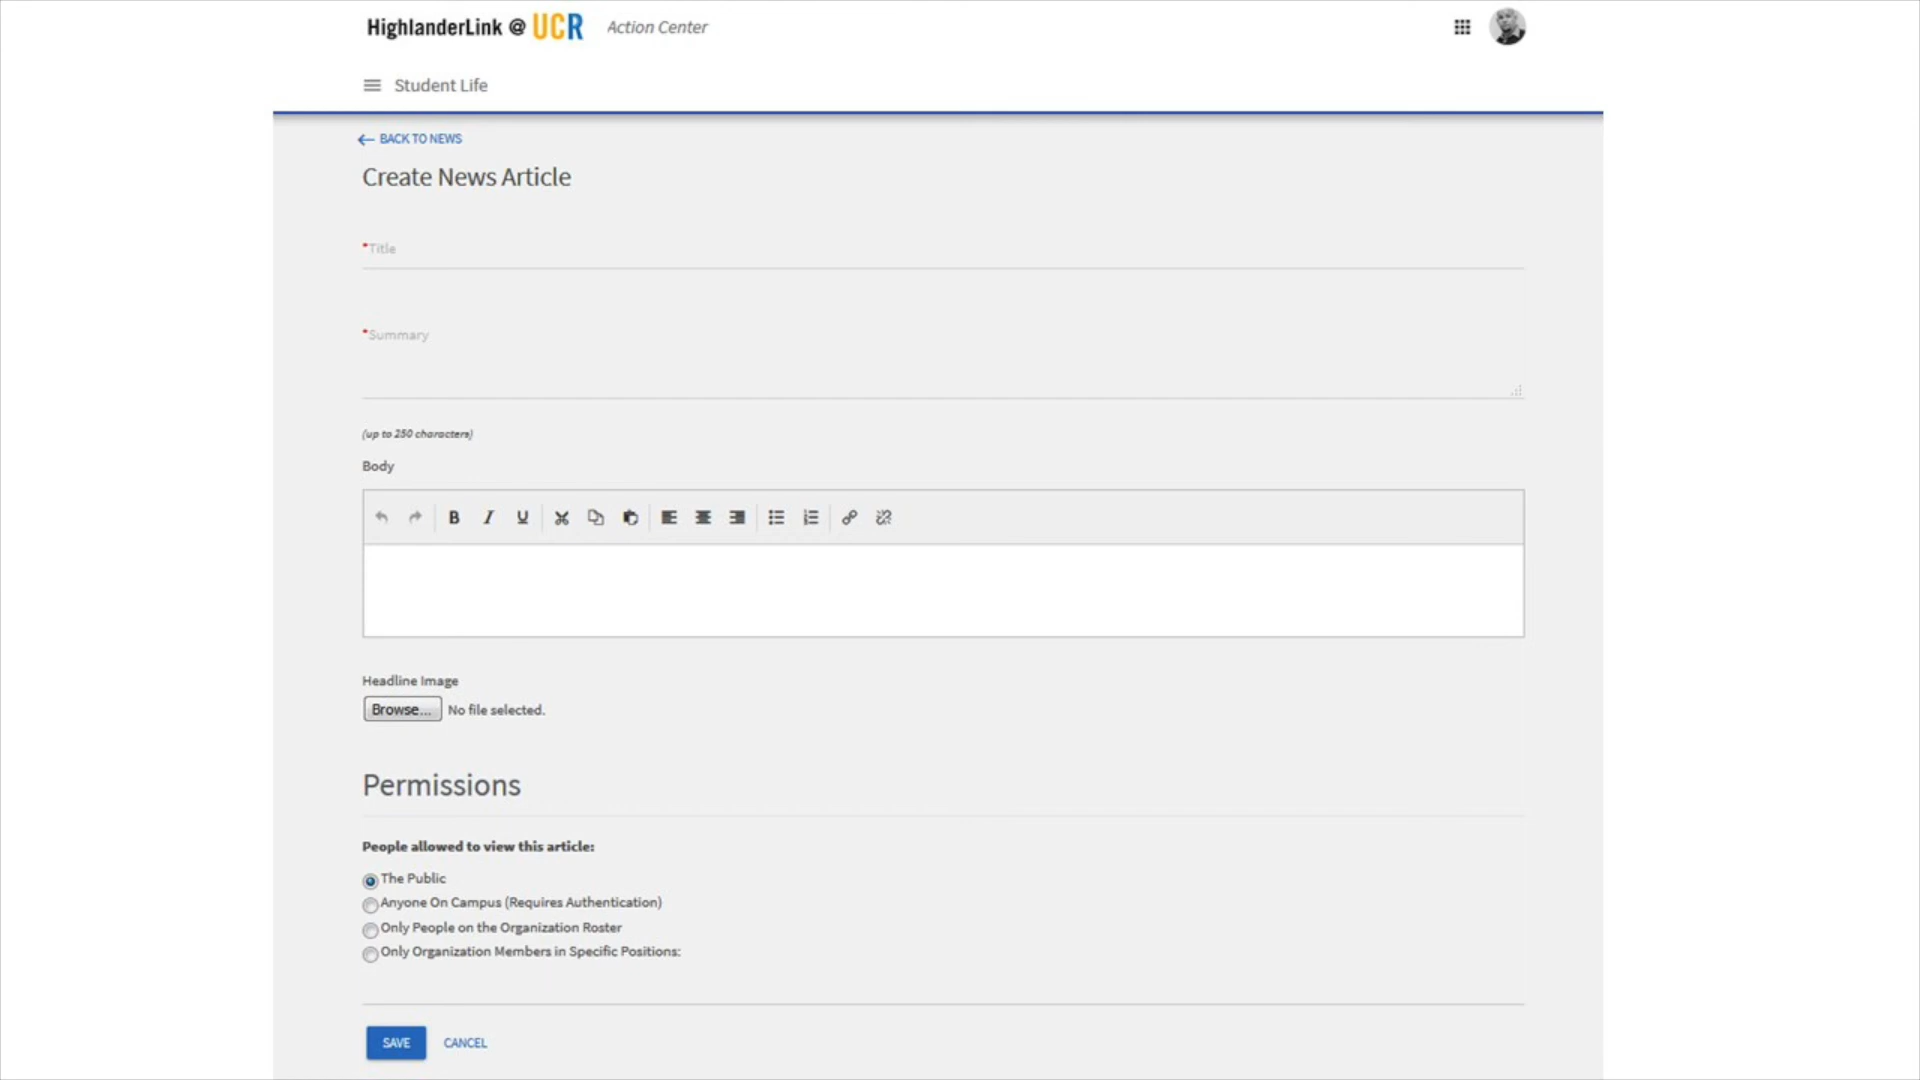 HighlanderLink @ UCR Action Center
Student Life
BACK TO NEWS
Create News Article
*Title
*Summary
(up to 250 characters)
Body
B I U
Headline Image
Browse... No file selected.
Permissions
People allowed to view this article:
The Public
Anyone On Campus (Requires Authentication)
Only People on the Organization Roster
Only Organization Members in Specific Positions:
SAVE CANCEL